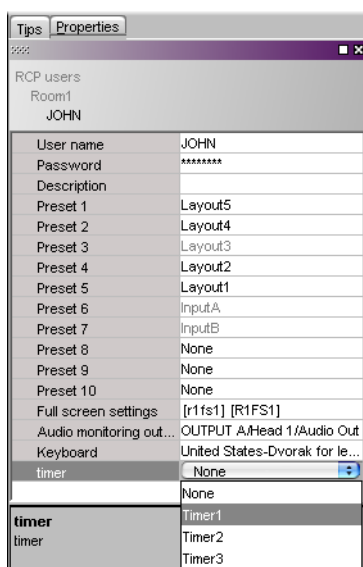 Tips Properties
RCP users
Room1
JOHN
User name JOHN
Password ********
Description
Preset 1 Layout5
Preset 2 Layout4
Preset 3 Layout3
Preset 4 Layout2
Preset 5 Layout1
Preset 6 InputA
Preset 7 InputB
Preset 8 None
Preset 9 None
Preset 10 None
Full screen settings [r1fs1] [R1FS1]
Audio monitoring out... OUTPUT A/Head 1/Audio Out
Keyboard United States-Dvorak for le...
timer None
None
Timer1
timer
timer
Timer2
Timer3